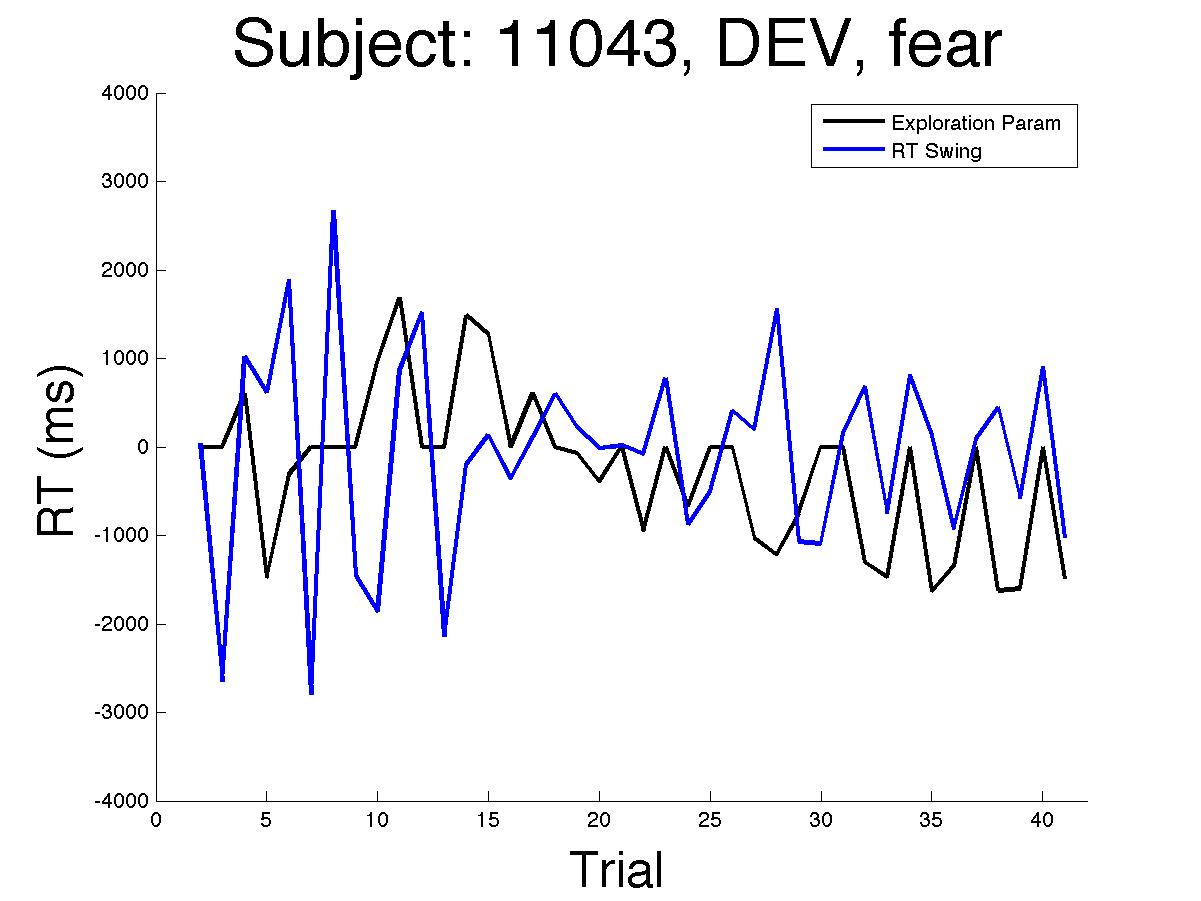 Subject: 11043, DEV, fear
4000
3000
2000
1000
0
-1000
-2000
-3000
-4000
RT (ms)
Exploration Param
RT Swing
0 5 10 15 20 25 30 35 40
Trial